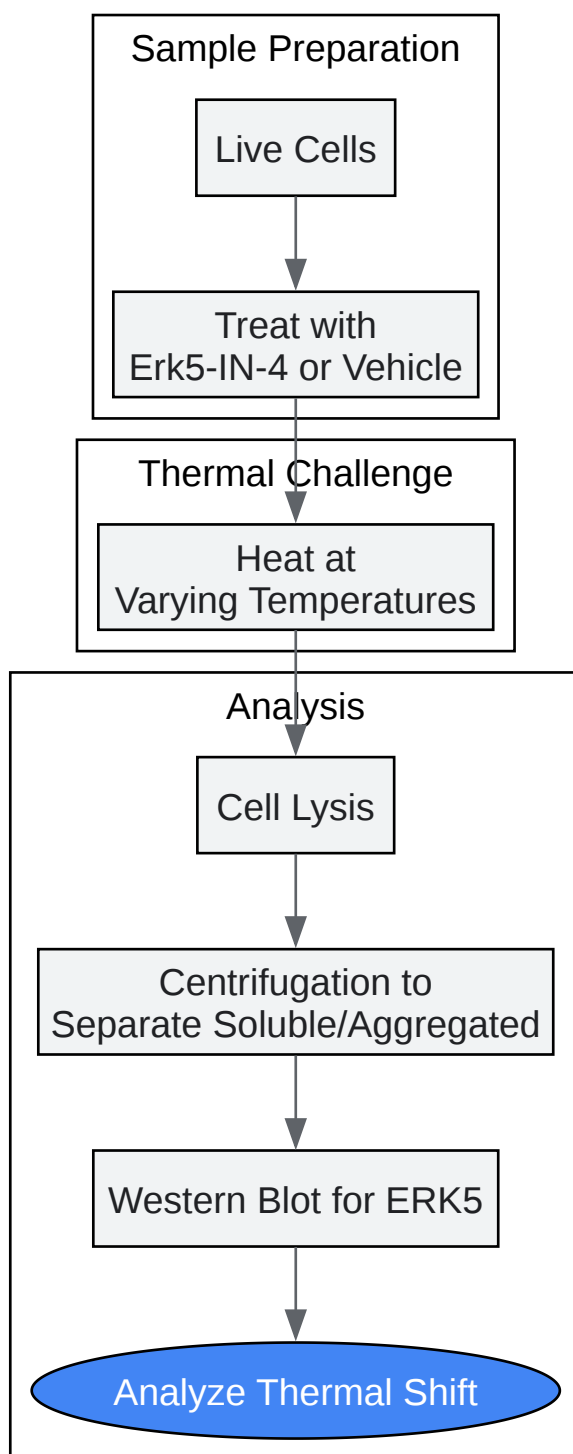 Sample Preparation
Live Cells
Treat with
Erk5-IN-4 or Vehicle
Thermal Challenge
Heat at
Varying Temperatures
Analysis
Cell Lysis
Centrifugation to
Separate Soluble/Aggregated
Western Blot for ERK5
Analyze Thermal Shift